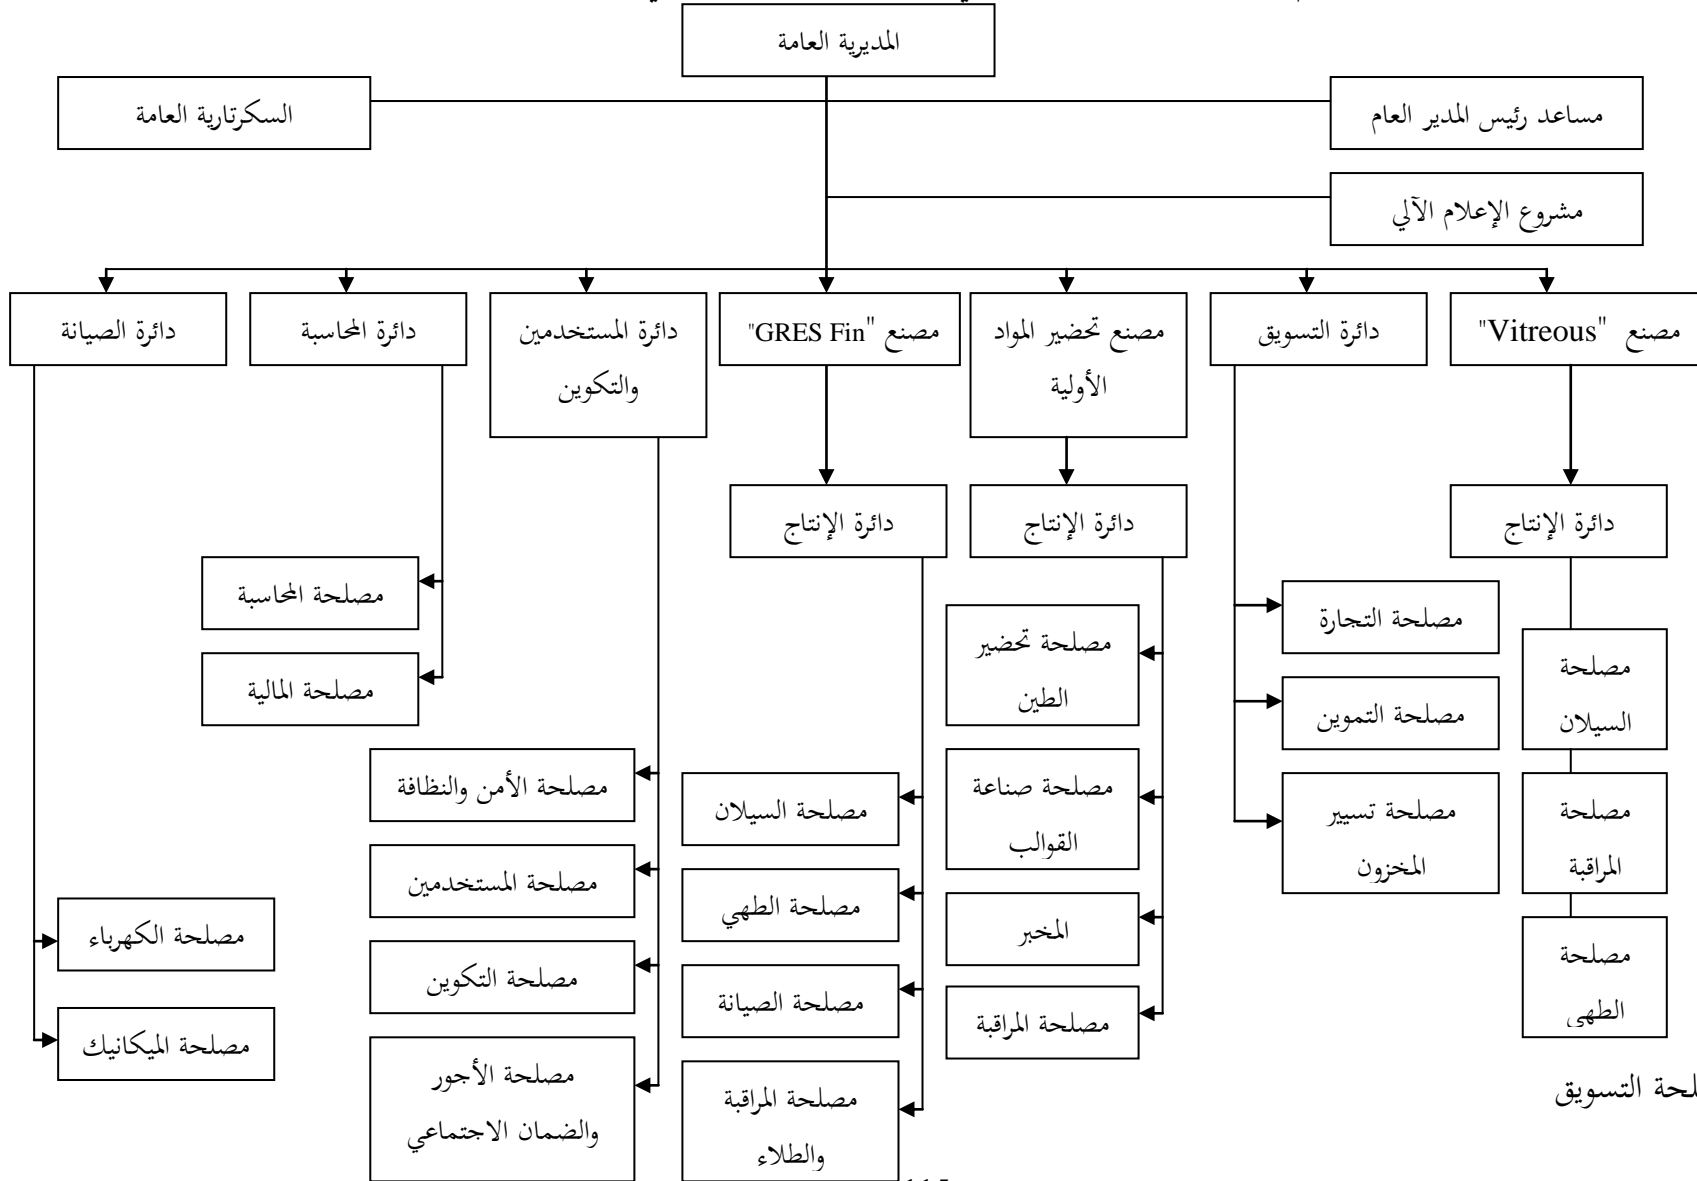 المديرية العامة
مساعد رئيس المدير العام
السكرتارية العامة
مشروع الإعلام الآلي
مصنع "Vitreous"
دائرة التسويق
مصنع تحضير المواد
الأولية
مصنع "GRES Fin"
دائرة المستخدمين
والتكوين
دائرة المحاسبة
دائرة الصيانة
دائرة الإنتاج
دائرة الإنتاج
دائرة الإنتاج
مصلحة السيلان
مصلحة
السيلان
مصلحة
المراقبة
مصلحة
الطهي
مصلحة التجارة
مصلحة التموين
مصلحة تسيير
المخزون
مصلحة تحضير
الطين
مصلحة صناعة
القوالب
المخبر
مصلحة المراقبة
مصلحة الطهي
مصلحة الصيانة
مصلحة المراقبة
والطلاء
مصلحة الأمن والنظافة
مصلحة المستخدمين
مصلحة التكوين
مصلحة الأجور
والضمان الاجتماعي
مصلحة المحاسبة
مصلحة المالية
مصلحة الكهرباء
مصلحة الميكانيك
التسويق